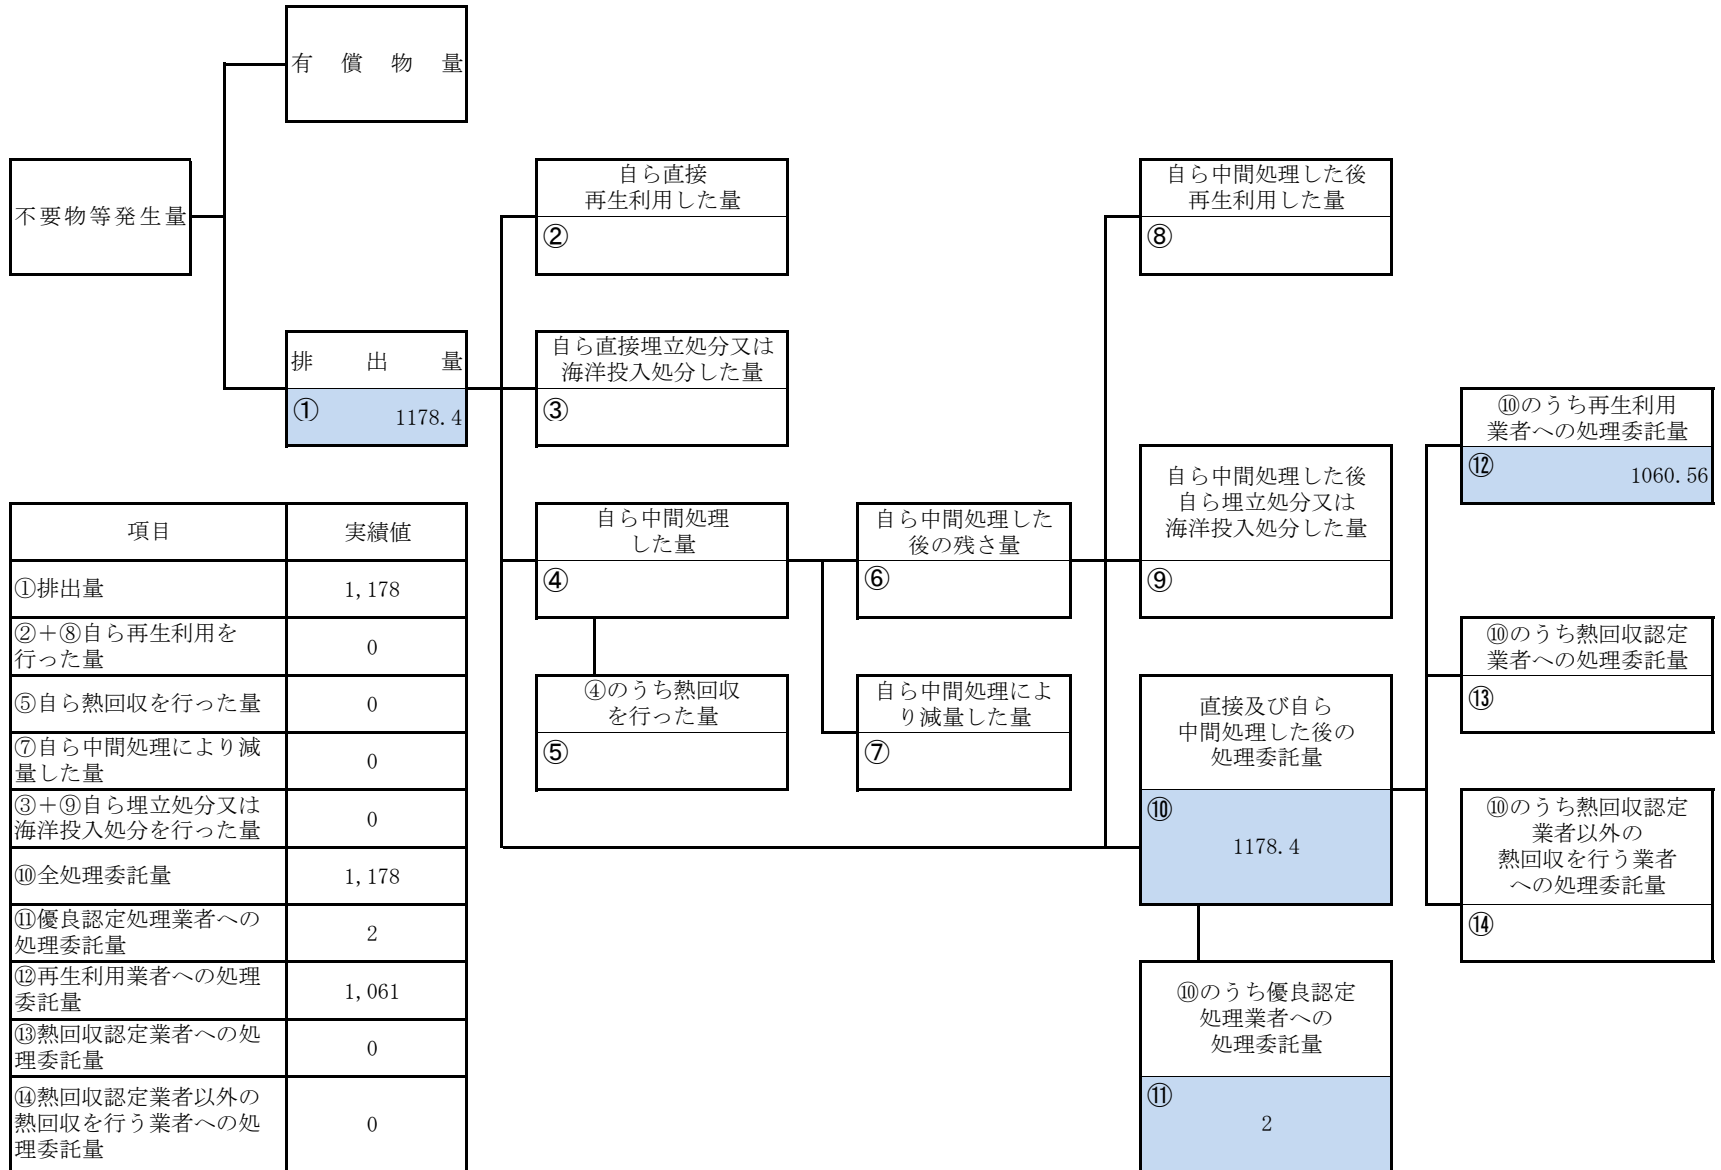 有償物量
不要物等発生量
排出量
① 1178.4
自ら直接
再生利用した量
②
自ら直接埋立処分又は
海洋投入処分した量
③
自ら中間処理
した量
④
④のうち熱回収
を行った量
⑤
自ら中間処理した
後の残さ量
⑥
自ら中間処理によ
り減量した量
⑦
自ら中間処理した後
再生利用した量
⑧
自ら中間処理した後
自ら埋立処分又は
海洋投入処分した量
⑨
直接及び自ら
中間処理した後の
処理委託量
⑩
1178.4
⑩のうち優良認定
処理業者への
処理委託量
⑪
2
⑩のうち再生利用
業者への処理委託量
⑫ 1060.56
⑩のうち熱回収認定
業者への処理委託量
⑬
⑩のうち熱回収認定
業者以外の
熱回収を行う業者
への処理委託量
⑭
項目 実績値
①排出量 1,178
②+⑧自ら再生利用を
行った量 0
⑤自ら熱回収を行った量 0
⑦自ら中間処理により減
量した量 0
③+⑨自ら埋立処分又は
海洋投入処分を行った量 0
⑩全処理委託量 1,178
⑪優良認定処理業者への
処理委託量 2
⑫再生利用業者への処理
委託量 1,061
⑬熱回収認定業者への処
理委託量 0
⑭熱回収認定業者以外の
熱回収を行う業者への処
理委託量 0